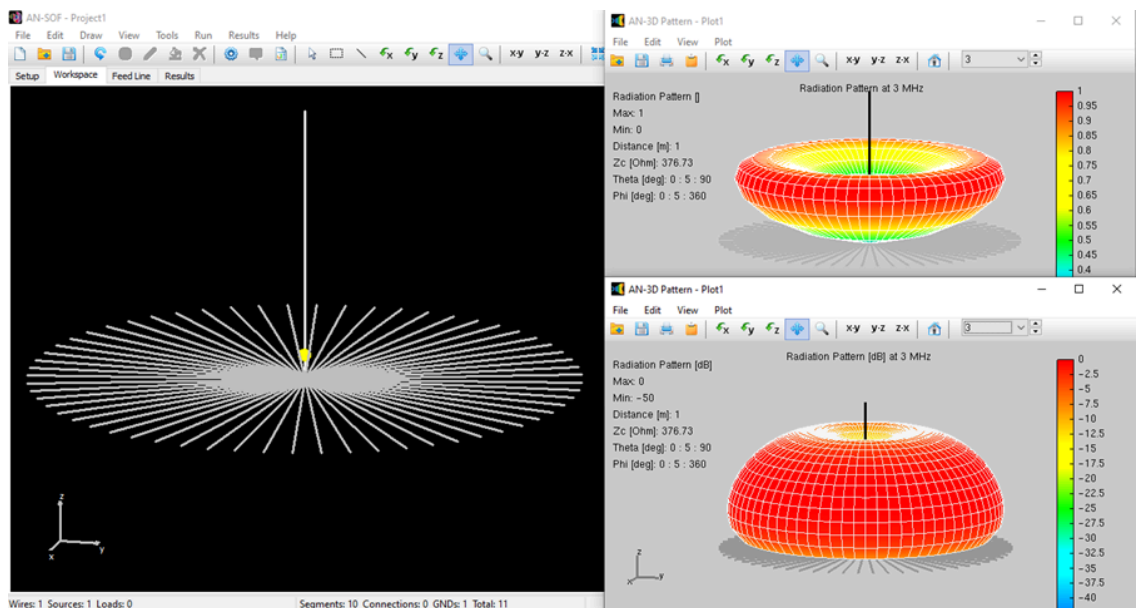 AN-SOF - Project1
File Edit Draw View Tools Run Results Help
x y z x-y y-z z-x
Setup Workspace Feed Line Results
z
x y
Wires: 1 Sources: 1 Loads: 0 Segments: 10 Connections: 0 GNDs: 1 Total: 11
AN-3D Pattern - Plot1
File Edit View Plot
x y z x-y y-z z-x 3
Radiation Pattern at 3 MHz
Radiation Pattern []
Max: 1
Min: 0
Distance [m]: 1
Zc [Ohm]: 376.73
Theta [deg]: 0 : 5 : 90
Phi [deg]: 0 : 5 : 360
1
0.95
0.9
0.85
0.8
0.75
0.7
0.65
0.6
0.55
0.5
0.45
0.4
AN-3D Pattern - Plot1
File Edit View Plot
x y z x-y y-z z-x 3
Radiation Pattern [dB] at 3 MHz
Radiation Pattern [dB]
Max: 0
Min: -50
Distance [m]: 1
Zc [Ohm]: 376.73
Theta [deg]: 0 : 5 : 90
Phi [deg]: 0 : 5 : 360
0
-2.5
-5
-7.5
-10
-12.5
-15
-17.5
-20
-22.5
-25
-27.5
-30
-32.5
-35
-37.5
-40
z
x y